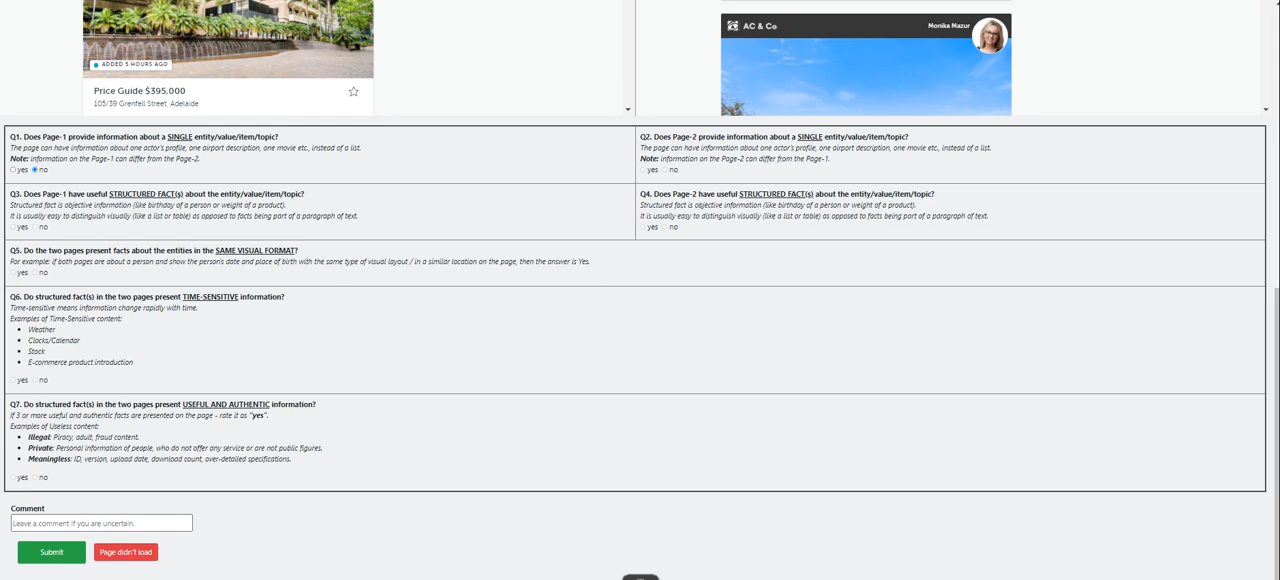 AC & Co
Monika Mazur
ADDED 5 HOURS AGO
Price Guide $395,000
105/39 Grenfell Street, Adelaide
Q1. Does Page-1 provide information about a SINGLE entity/value/item/topic?
The page can have information about one actor's profile, one airport description, one movie etc., instead of a list.
Note: information on the Page-1 can differ from the Page-2.
yes no
Q2. Does Page-2 provide information about a SINGLE entity/value/item/topic?
The page can have information about one actor's profile, one airport description, one movie etc., instead of a list.
Note: information on the Page-2 can differ from the Page-1.
yes no
Q3. Does Page-1 have useful STRUCTURED FACT(s) about the entity/value/item/topic?
Structured fact is objective information (like birthday of a person or weight of a product).
It is usually easy to distinguish visually (like a list or table) as opposed to facts being part of a paragraph of text.
yes no
Q4. Does Page-2 have useful STRUCTURED FACT(s) about the entity/value/item/topic?
Structured fact is objective information (like birthday of a person or weight of a product).
It is usually easy to distinguish visually (like a list or table) as opposed to facts being part of a paragraph of text.
yes no
Q5. Do the two pages present facts about the entities in the SAME VISUAL FORMAT?
For example: if both pages are about a person and show the person's date and place of birth with the same type of visual layout / in a similar location on the page, then the answer is Yes.
yes no
Q6. Do structured fact(s) in the two pages present TIME-SENSITIVE information?
Time-sensitive means information change rapidly with time.
Examples of Time-Sensitive content:
• Weather
• Clocks/Calendar
• Stock
• E-commerce product introduction
yes no
Q7. Do structured fact(s) in the two pages present USEFUL AND AUTHENTIC information?
If 3 or more useful and authentic facts are presented on the page - rate it as "yes".
Examples of Useless content:
• Illegal: Piracy, adult, fraud content.
• Private: Personal information of people, who do not offer any service or are not public figures.
• Meaningless: ID, version, upload date, download count, over-detailed specifications.
yes no
Comment
Leave a comment if you are uncertain.
Submit
Page didn't load